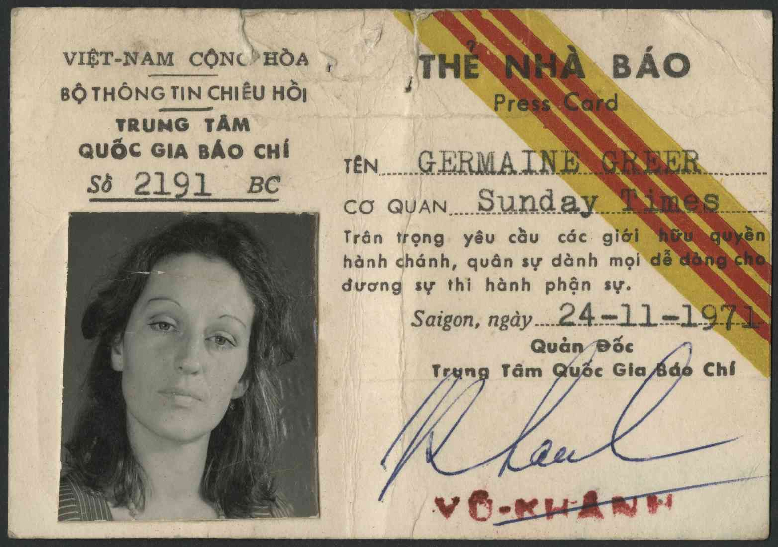 VIỆT-NAM CỘNG HÒA
BỘ THÔNG TIN CHIÊU HỒI
TRUNG TÂM
QUỐC GIA BÁO CHÍ
Số 2191 BC
THẺ NHÀ BÁO
Press Card
TÊN GERMAINE GREER
CƠ QUAN Sunday Times
Trân trọng yêu cầu các giới hữu quyền
hành chánh, quân sự dành mọi dễ dàng cho
đương sự thi hành phận sự.
Saigon, ngày 24-11-1971
Quản Đốc
Trung Tâm Quốc Gia Báo Chí
VÕ-KHANH